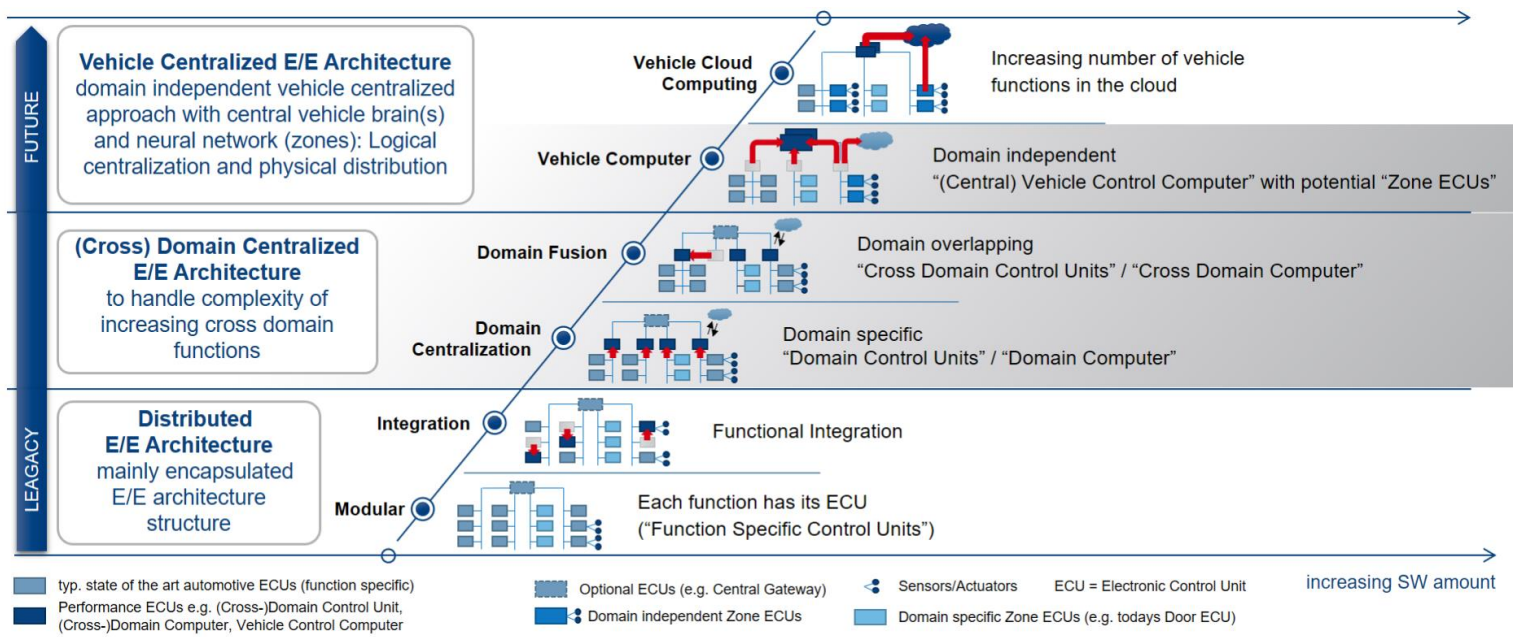 FUTURE
LEAGACY
Vehicle Centralized E/E Architecture
domain independent vehicle centralized
approach with central vehicle brain(s)
and neural network (zones): Logical
centralization and physical distribution
Vehicle Cloud
Computing
Increasing number of vehicle
functions in the cloud
Vehicle Computer
Domain independent
“(Central) Vehicle Control Computer” with potential “Zone ECUs”
(Cross) Domain Centralized
E/E Architecture
to handle complexity of
increasing cross domain
functions
Domain Fusion
Domain overlapping
“Cross Domain Control Units” / “Cross Domain Computer”
Domain
Centralization
Domain specific
“Domain Control Units” / “Domain Computer”
Distributed
E/E Architecture
mainly encapsulated
E/E architecture
structure
Integration
Functional Integration
Modular
Each function has its ECU
(“Function Specific Control Units”)
increasing SW amount
typ. state of the art automotive ECUs (function specific)
Performance ECUs e.g. (Cross-)Domain Control Unit,
(Cross-)Domain Computer, Vehicle Control Computer
Optional ECUs (e.g. Central Gateway)
Domain independent Zone ECUs
Sensors/Actuators
ECU = Electronic Control Unit
Domain specific Zone ECUs (e.g. todays Door ECU)